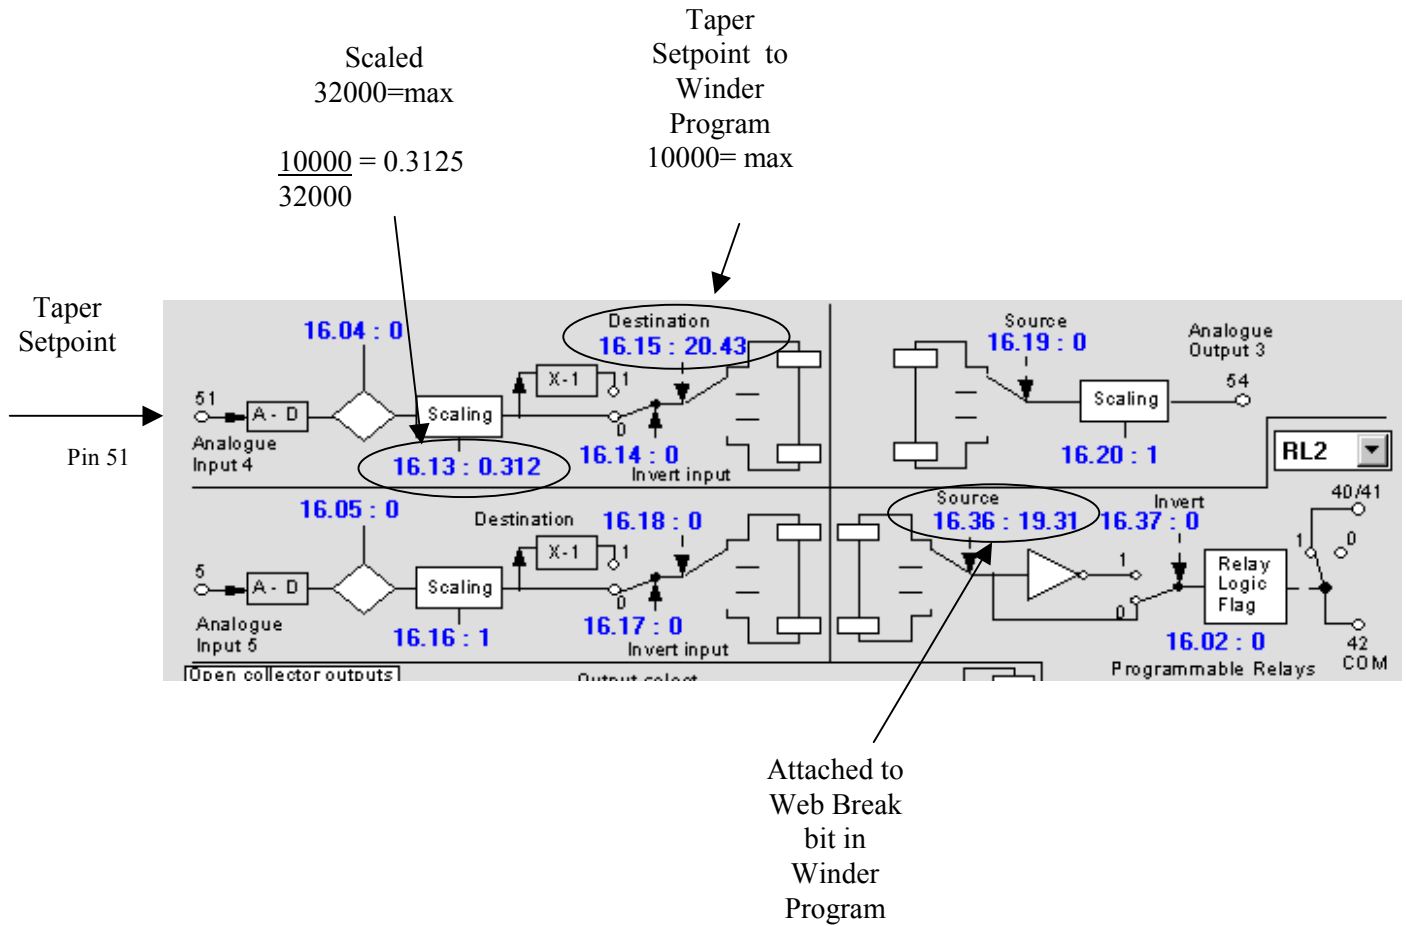 Taper
Setpoint to
Winder
Program
10000= max
Scaled
32000=max
10000 = 0.3125
32000
Taper
Setpoint
Pin 51
16.04 : 0
Destination
16.15 : 20.43
51
A - D
Scaling
X-1
1
0
Analogue
Input 4
16.13 : 0.312
16.14 : 0
Invert input
Source
16.19 : 0
Analogue
Output 3
54
Scaling
16.20 : 1
RL2
16.05 : 0
Destination
16.18 : 0
5
A - D
Scaling
X-1
1
0
Analogue
Input 5
16.16 : 1
16.17 : 0
Invert input
Source
16.36 : 19.31
Invert
16.37 : 0
1
0
Relay
Logic
Flag
16.02 : 0
Programmable Relays
40/41
1
0
42
COM
Open collector outputs
Output select
Attached to
Web Break
bit in
Winder
Program